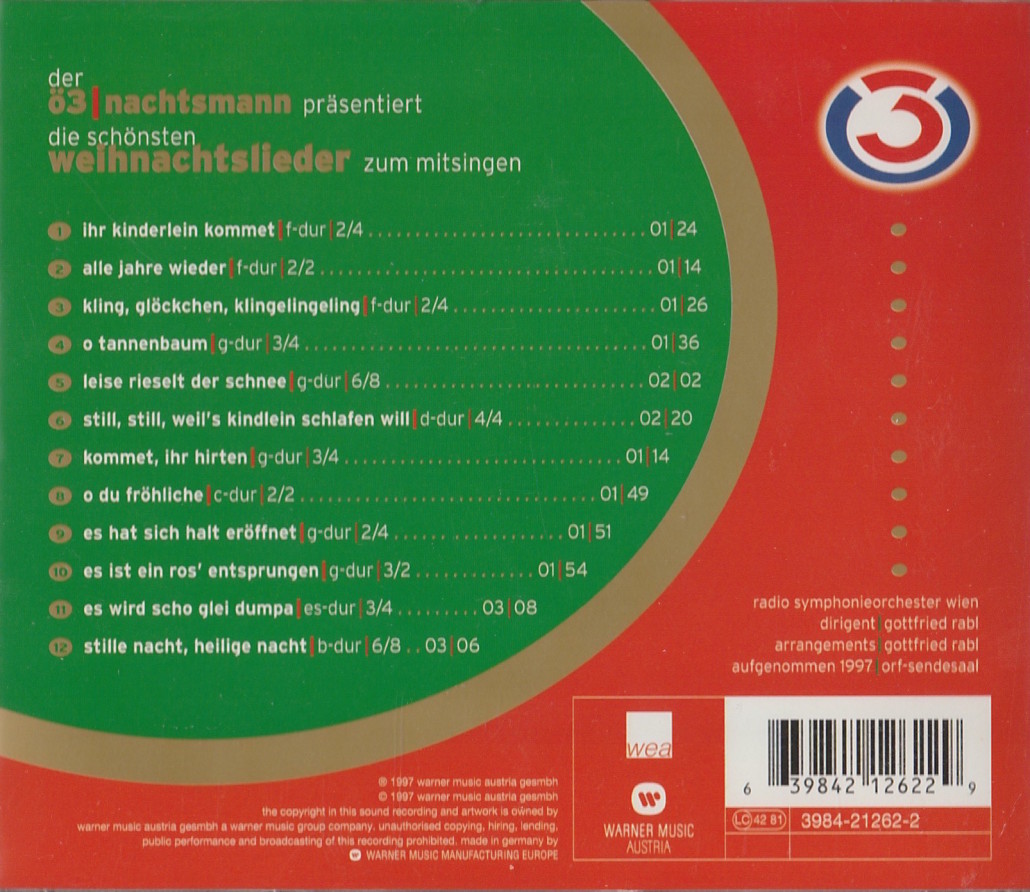 der
ö3|nachtsmann präsentiert
die schönsten
weihnachtslieder zum mitsingen
3
1 ihr kinderlein kommet|f-dur|2/4 01|24
2 alle jahre wieder|f-dur|2/2 01|14
3 kling, glöckchen, klingelingeling|f-dur|2/4 01|26
4 o tannenbaum|g-dur|3/4 01|36
5 leise rieselt der schnee|g-dur|6/8 02|02
6 still, still, weil's kindlein schlafen will|d-dur|4/4 02|20
7 kommet, ihr hirten|g-dur|3/4 01|14
8 o du fröhliche|c-dur|2/2 01|49
9 es hat sich halt eröffnet|g-dur|2/4 01|51
10 es ist ein ros' entsprungen|g-dur|3/2 01|54
11 es wird scho glei dumpa|es-dur|3/4 03|08
12 stille nacht, heilige nacht|b-dur|6/8 03|06
radio symphonieorchester wien
dirigent|gottfried rabl
arrangements|gottfried rabl
aufgenommen 1997|orf-sendesaal
℗ 1997 warner music austria gesmbh
© 1997 warner music austria gesmbh
the copyright in this sound recording and artwork is owned by
warner music austria gesmbh a warner music group company. unauthorised copying, hiring, lending,
public performance and broadcasting of this recording prohibited. made in germany by
WARNER MUSIC MANUFACTURING EUROPE
wea
WARNER MUSIC
AUSTRIA
6 39842 12622 9
LC 42 81
3984-21262-2